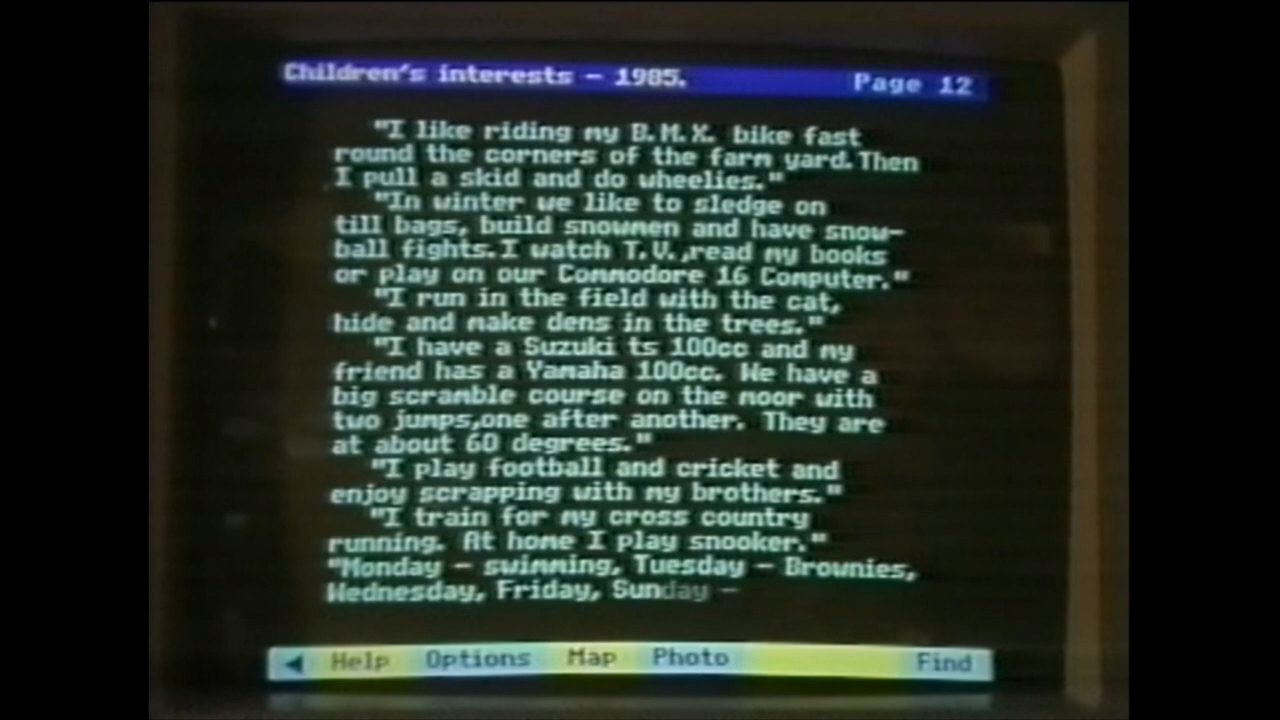 Children's interests - 1985.
Page 12
"I like riding my B.M.X. bike fast
round the corners of the farm yard. Then
I pull a skid and do wheelies."
"In winter we like to sledge on
till bags, build snowmen and have snow-
ball fights. I watch T.V.,read my books
or play on our Commodore 16 Computer."
"I run in the field with the cat,
hide and make dens in the trees."
"I have a Suzuki ts 100cc and my
friend has a Yamaha 100cc. We have a
big scramble course on the moor with
two jumps,one after another. They are
at about 60 degrees."
"I play football and cricket and
enjoy scrapping with my brothers."
"I train for my cross country
running. At home I play snooker."
"Monday - swimming, Tuesday - Brownies,
Wednesday, Friday, Sunday -
◄ Help Options Map Photo Find